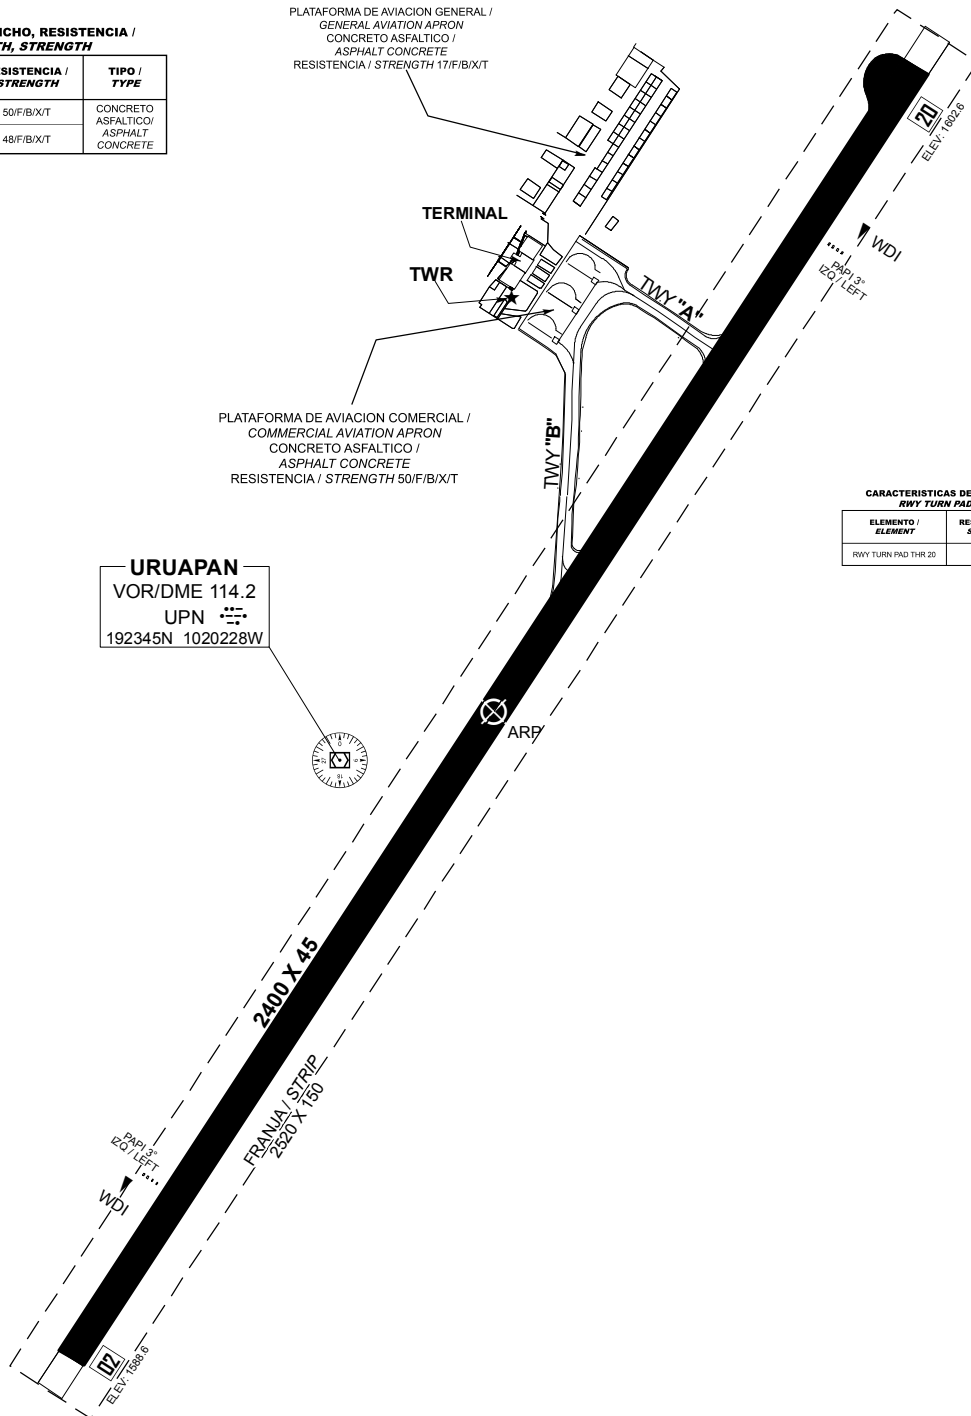 PLATAFORMA DE AVIACION GENERAL /
GENERAL AVIATION APRON
CONCRETO ASFALTICO /
ASPHALT CONCRETE
RESISTENCIA / STRENGTH 17/F/B/X/T
RESISTENCIA /
STRENGTH
TIPO /
TYPE
50/F/B/X/T
48/F/B/X/T
CONCRETO
ASFALTICO/
ASPHALT
CONCRETE
20
ELEV: 1602.6
WDI
PAPI 3°
IZQ / LEFT
TERMINAL
TWR
TWY "A"
TWY "B"
PLATAFORMA DE AVIACION COMERCIAL /
COMMERCIAL AVIATION APRON
CONCRETO ASFALTICO /
ASPHALT CONCRETE
RESISTENCIA / STRENGTH 50/F/B/X/T
CARACTERISTICAS DE
RWY TURN PAD
ELEMENTO /
ELEMENT
RWY TURN PAD THR 20
URUAPAN
VOR/DME 114.2
UPN
192345N 1020228W
0
9
18
27
ARP
2400 X 45
FRANJA / STRIP
2520 X 150
PAPI 3°
IZQ / LEFT
WDI
02
ELEV: 1588.6